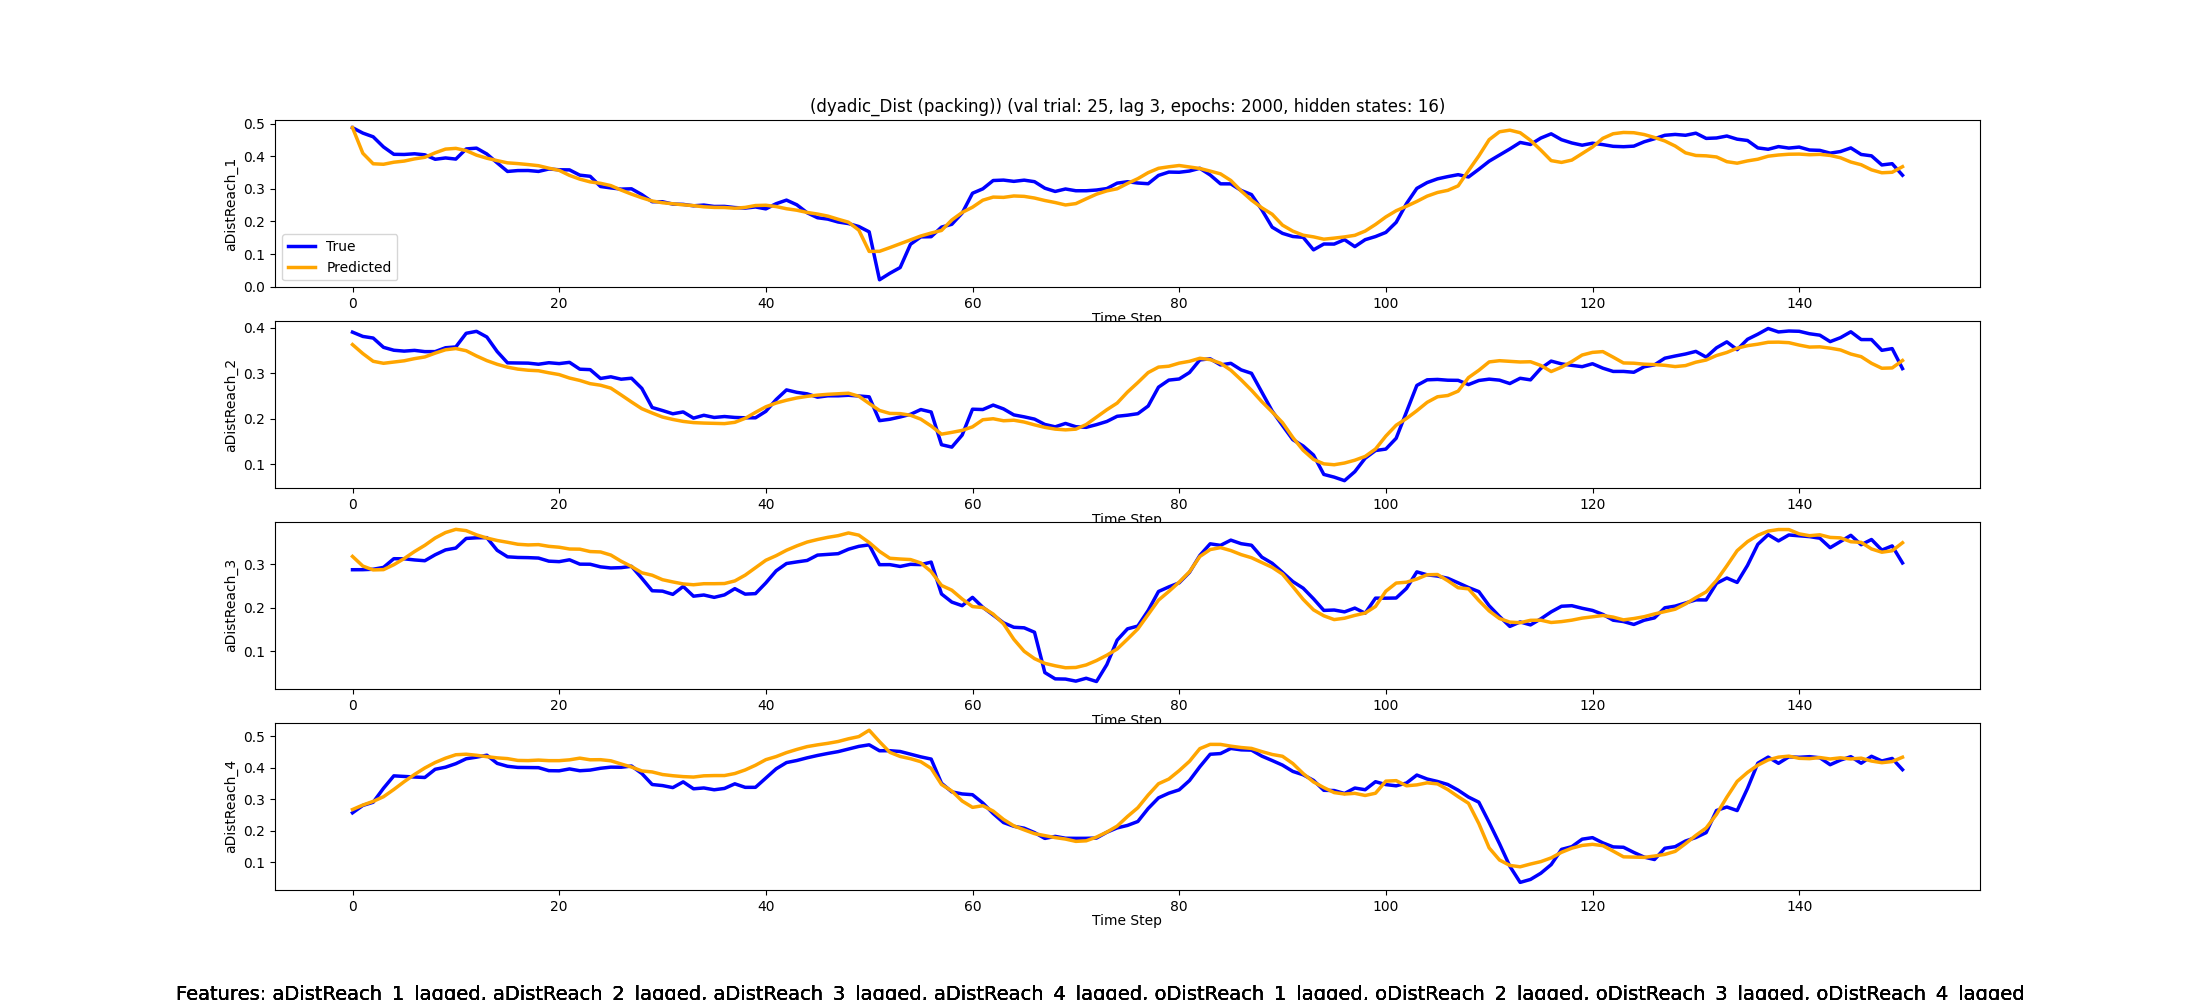 (dyadic_Dist (packing)) (val trial: 25, lag 3, epochs: 2000, hidden states: 16)
aDistReach_1
0.5
0.4
0.3
0.2
0.1
0.0
True
Predicted
0 20 40 60 80 100 120 140
Time Step
aDistReach_2
0.4
0.3
0.2
0.1
0 20 40 60 80 100 120 140
Time Step
aDistReach_3
0.3
0.2
0.1
0 20 40 60 80 100 120 140
Time Step
aDistReach_4
0.5
0.4
0.3
0.2
0.1
0 20 40 60 80 100 120 140
Time Step
Features: aDistReach_1_lagged, aDistReach_2_lagged, aDistReach_3_lagged, aDistReach_4_lagged, oDistReach_1_lagged, oDistReach_2_lagged, oDistReach_3_lagged, oDistReach_4_lagged